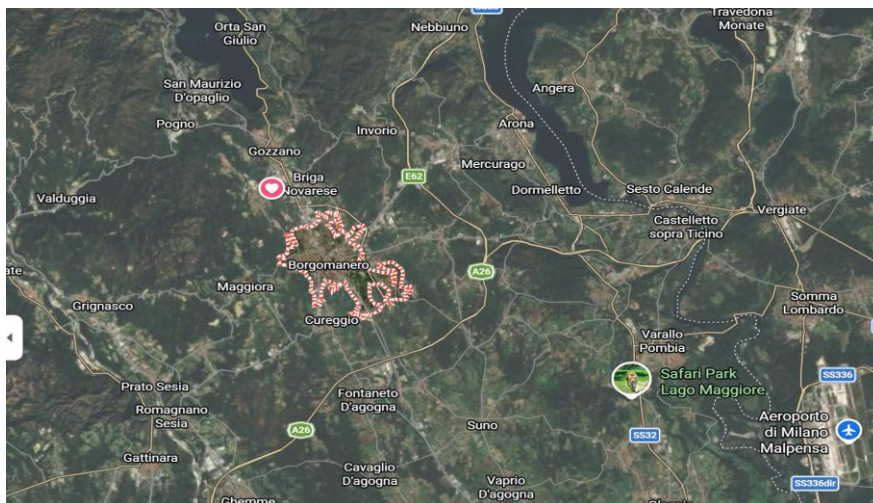 Orta San
Giulio
Nebbiuno
Travedona
Monate
San Maurizio
D'opaglio
Angera
Pogno
Invorio
Arona
Gozzano
Mercurago
Briga
Novarese
E62
Dormelletto
Sesto Calende
Valduggia
Castelletto
sopra Ticino
Vergiate
Borgomanero
A26
Maggiora
Grignasco
Somma
Lombardo
Cureggio
Varallo
Pombia
Safari Park
Lago Maggiore
SS336
Prato Sesia
Fontaneto
D'agogna
Romagnano
Sesia
Aeroporto
di Milano
Malpensa
A26
Suno
SS32
Gattinara
Cavaglio
D'agogna
Vaprio
D'agogna
SS336dir
Ghemme